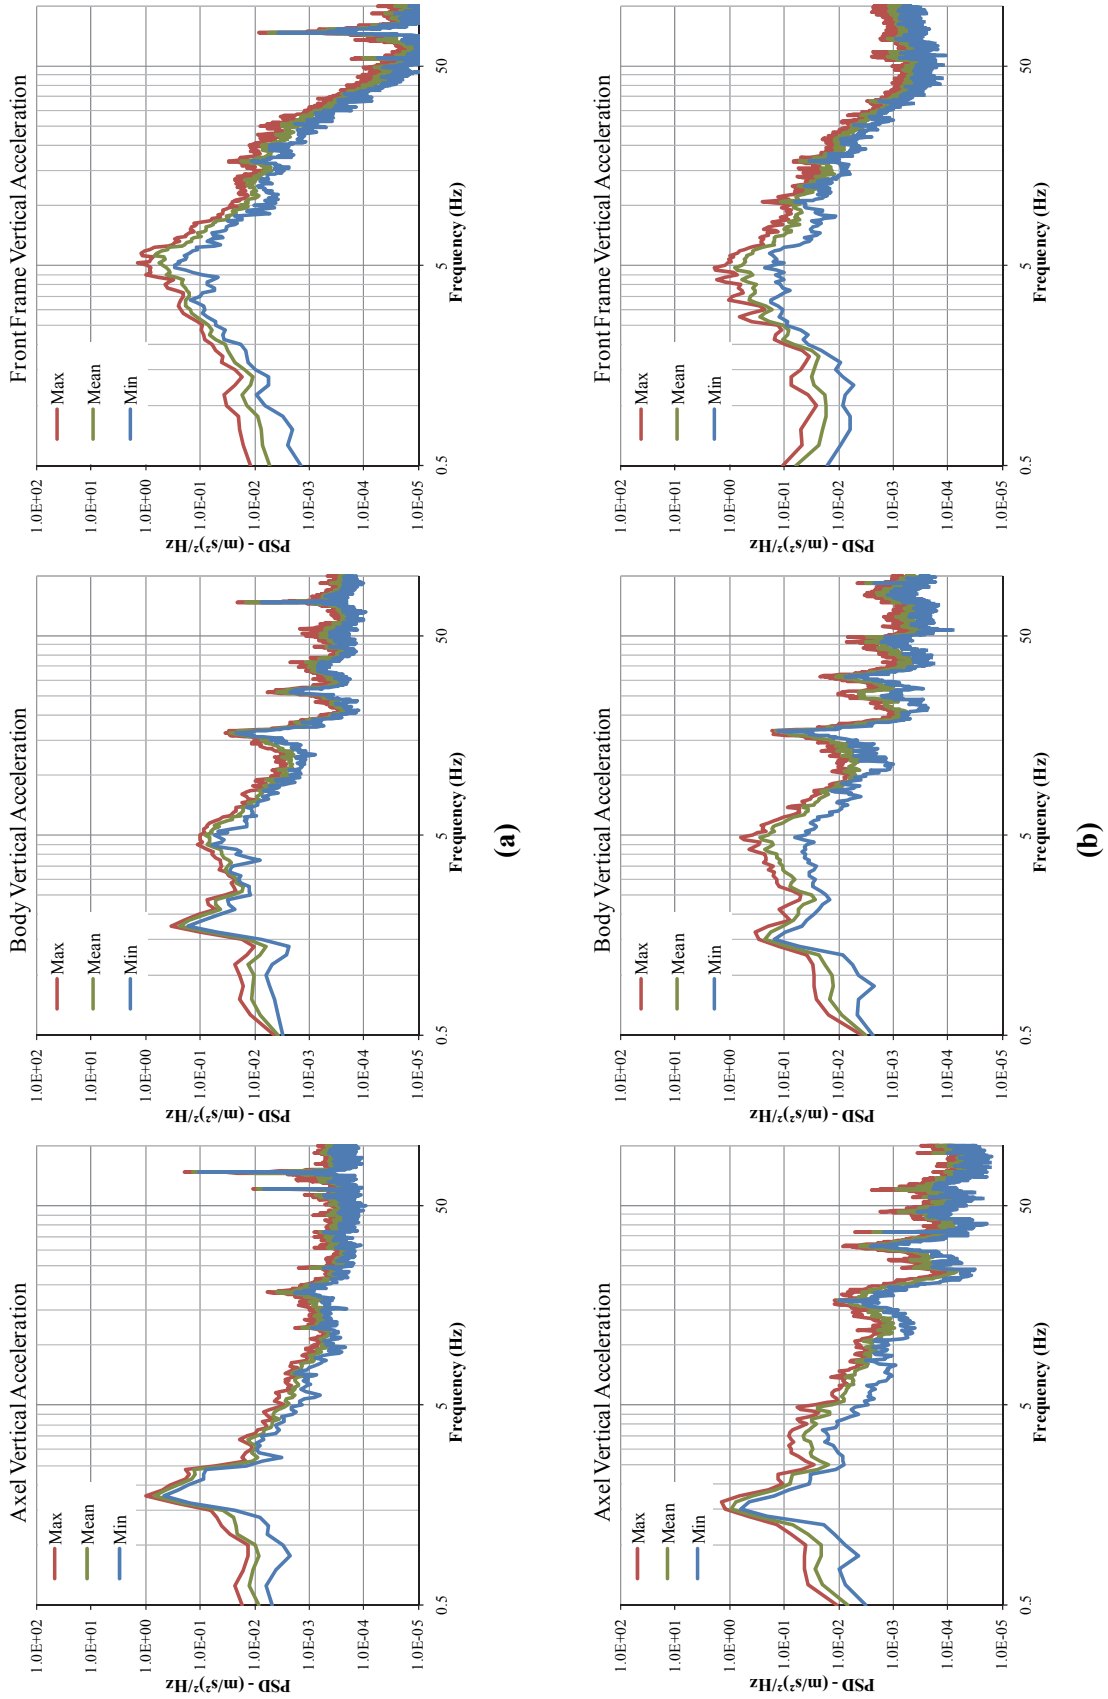 Axel Vertical Acceleration
1.0E+02
1.0E+01
1.0E+00
1.0E-01
1.0E-02
1.0E-03
1.0E-04
1.0E-05
PSD - (m/s²)²/Hz
Max
Mean
Min
0.5
5
50
Frequency (Hz)
Body Vertical Acceleration
1.0E+02
1.0E+01
1.0E+00
1.0E-01
1.0E-02
1.0E-03
1.0E-04
1.0E-05
PSD - (m/s²)²/Hz
Max
Mean
Min
0.5
5
50
Frequency (Hz)
Front Frame Vertical Acceleration
1.0E+02
1.0E+01
1.0E+00
1.0E-01
1.0E-02
1.0E-03
1.0E-04
1.0E-05
PSD - (m/s²)²/Hz
Max
Mean
Min
0.5
5
50
Frequency (Hz)
(a)
Axel Vertical Acceleration
1.0E+02
1.0E+01
1.0E+00
1.0E-01
1.0E-02
1.0E-03
1.0E-04
1.0E-05
PSD - (m/s²)²/Hz
Max
Mean
Min
0.5
5
50
Frequency (Hz)
Body Vertical Acceleration
1.0E+02
1.0E+01
1.0E+00
1.0E-01
1.0E-02
1.0E-03
1.0E-04
1.0E-05
PSD - (m/s²)²/Hz
Max
Mean
Min
0.5
5
50
Frequency (Hz)
Front Frame Vertical Acceleration
1.0E+02
1.0E+01
1.0E+00
1.0E-01
1.0E-02
1.0E-03
1.0E-04
1.0E-05
PSD - (m/s²)²/Hz
Max
Mean
Min
0.5
5
50
Frequency (Hz)
(b)